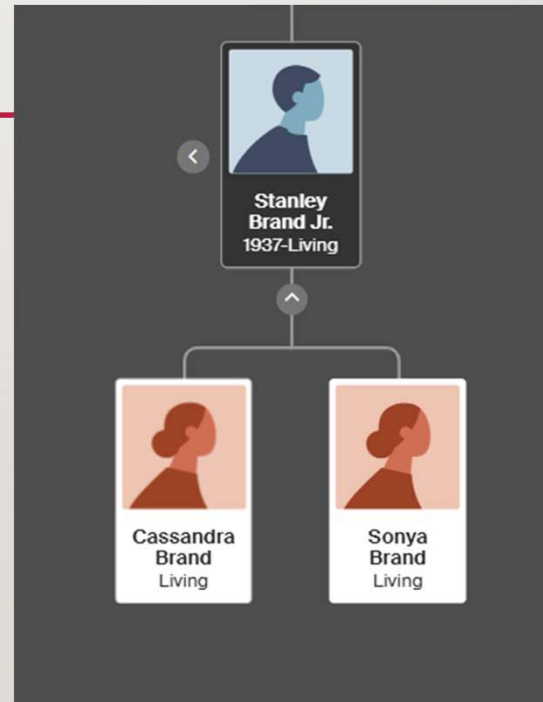 Stanley
Brand Jr.
1937-Living
Cassandra
Brand
Living
Sonya
Brand
Living